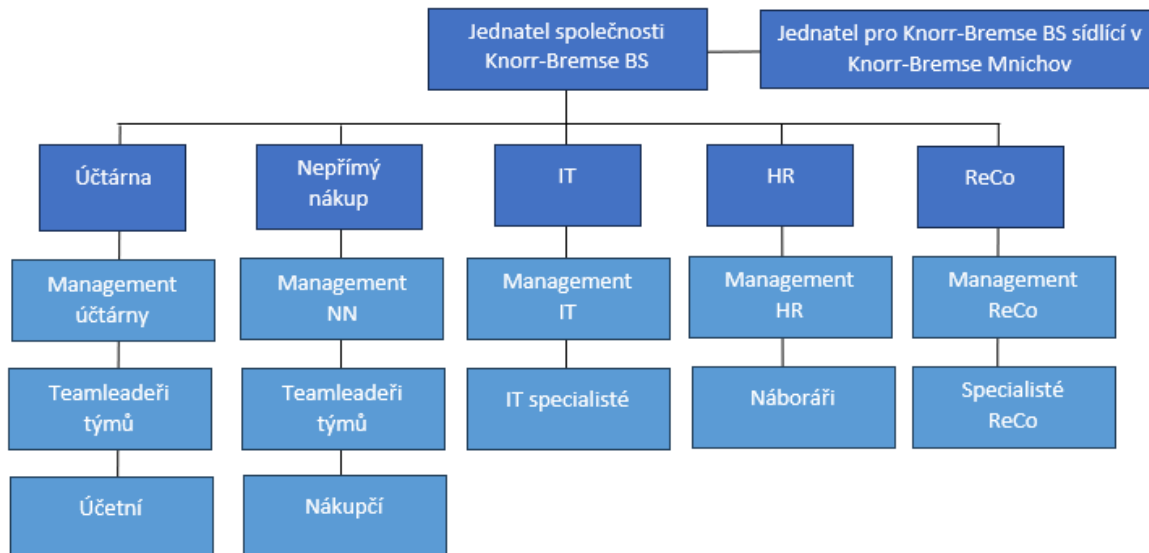 Jednatel společnosti
Knorr-Bremse BS
Jednatel pro Knorr-Bremse BS sídlící v
Knorr-Bremse Mnichov
Účtárna
Nepřímý
nákup
IT
HR
ReCo
Management
účtárny
Management
NN
Management
IT
Management
HR
Management
ReCo
Teamleadeři
týmů
Teamleadeři
týmů
IT specialisté
Náboráři
Specialisté
ReCo
Účetní
Nákupčí